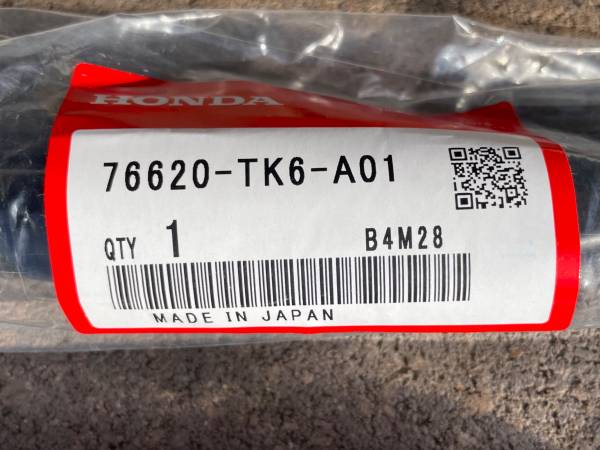 HONDA
76620-TK6-A01
QTY 1 B4M28
MADE IN JAPAN